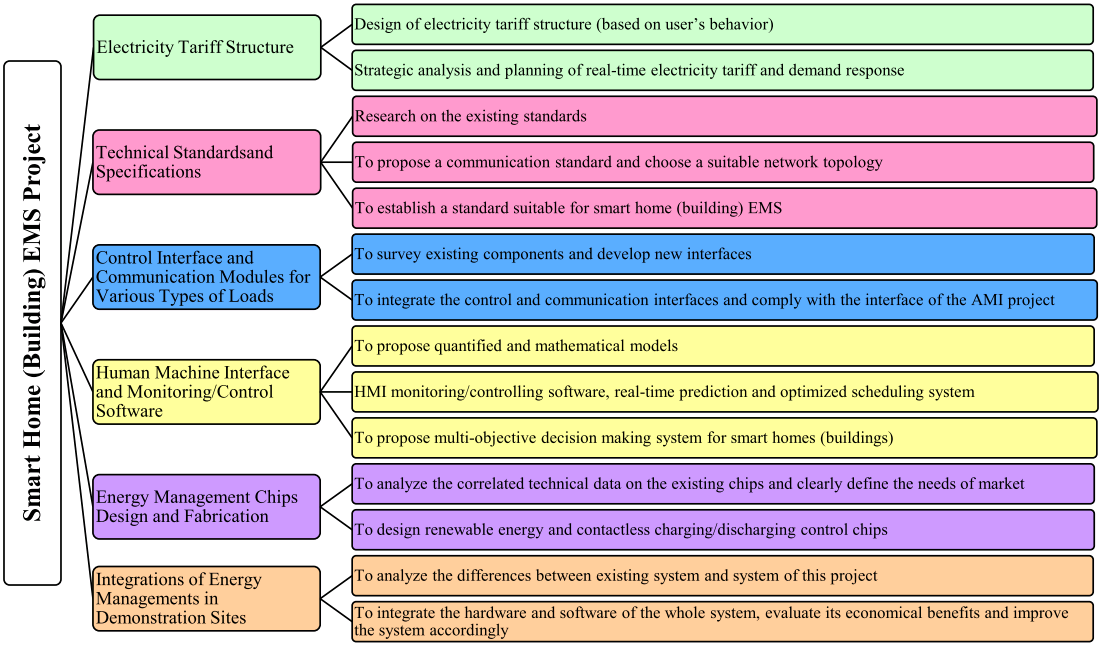 Smart Home (Building) EMS Project
Electricity Tariff Structure
Design of electricity tariff structure (based on user's behavior)
Strategic analysis and planning of real-time electricity tariff and demand response
Technical Standardsand
Specifications
Research on the existing standards
To propose a communication standard and choose a suitable network topology
To establish a standard suitable for smart home (building) EMS
Control Interface and
Communication Modules for
Various Types of Loads
To survey existing components and develop new interfaces
To integrate the control and communication interfaces and comply with the interface of the AMI project
Human Machine Interface
and Monitoring/Control
Software
To propose quantified and mathematical models
HMI monitoring/controlling software, real-time prediction and optimized scheduling system
To propose multi-objective decision making system for smart homes (buildings)
Energy Management Chips
Design and Fabrication
To analyze the correlated technical data on the existing chips and clearly define the needs of market
To design renewable energy and contactless charging/discharging control chips
Integrations of Energy
Managements in
Demonstration Sites
To analyze the differences between existing system and system of this project
To integrate the hardware and software of the whole system, evaluate its economical benefits and improve
the system accordingly